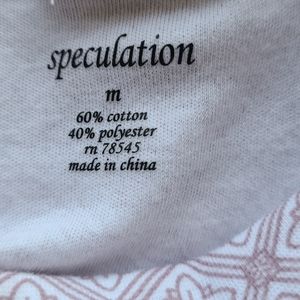 speculation
m
60% cotton
40% polyester
rn 78545
made in china